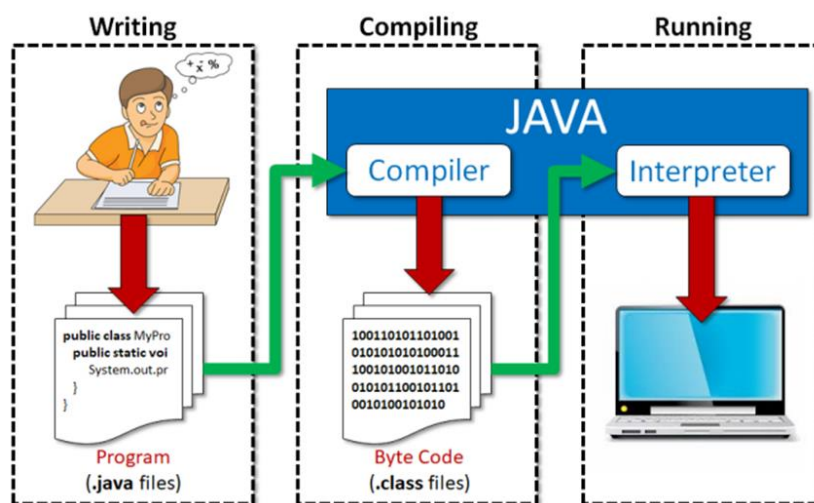 Writing
Compiling
Running
+ - x %
JAVA
Compiler
Interpreter
public class MyPro
public static voi
System.out.pr
}
}
100110101101001
010101010100011
100101001011010
010101100101101
0010100101010
Program
(.java files)
Byte Code
(.class files)